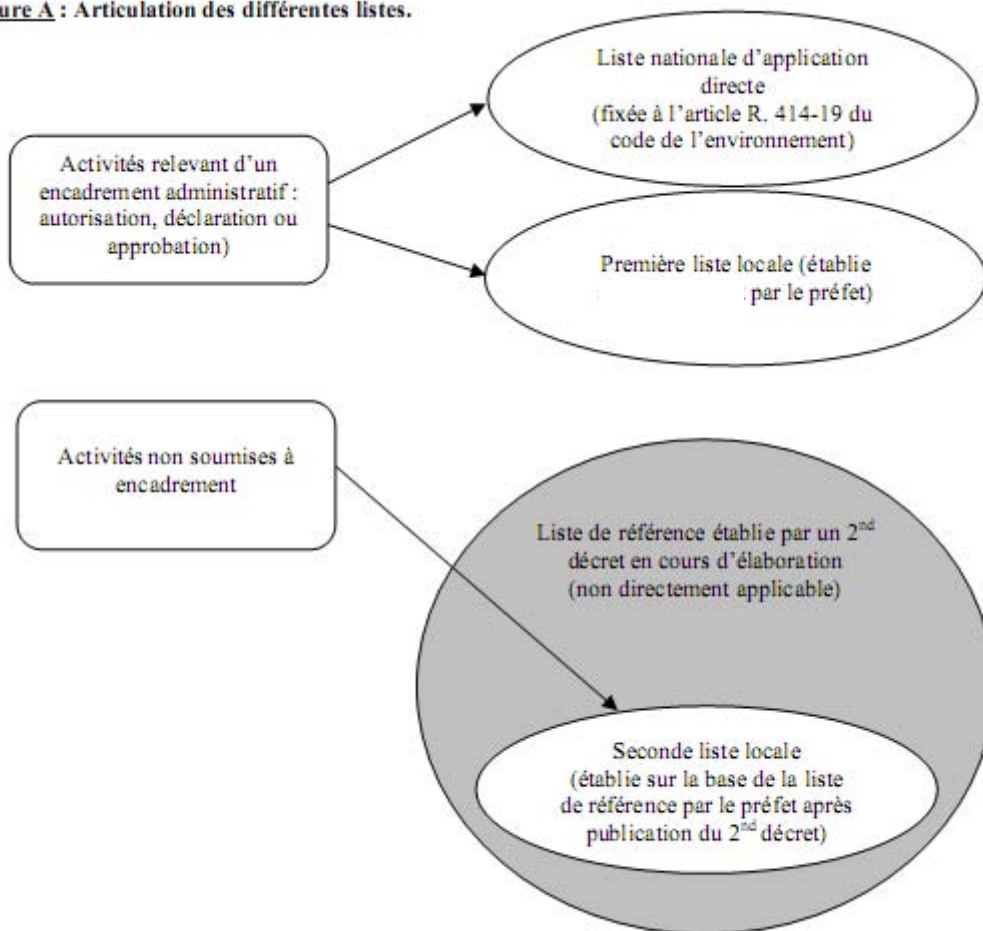 ure A : Articulation des différentes listes.
Liste nationale d'application
directe
(fixée à l'article R. 414-19 du
code de l'environnement)
Activités relevant d'un
encadrement administratif :
autorisation, déclaration ou
approbation)
Première liste locale (établie
par le préfet)
Activités non soumises à
encadrement
Liste de référence établie par un 2nd
décret en cours d'élaboration
(non directement applicable)
Seconde liste locale
(établie sur la base de la liste
de référence par le préfet après
publication du 2nd décret)